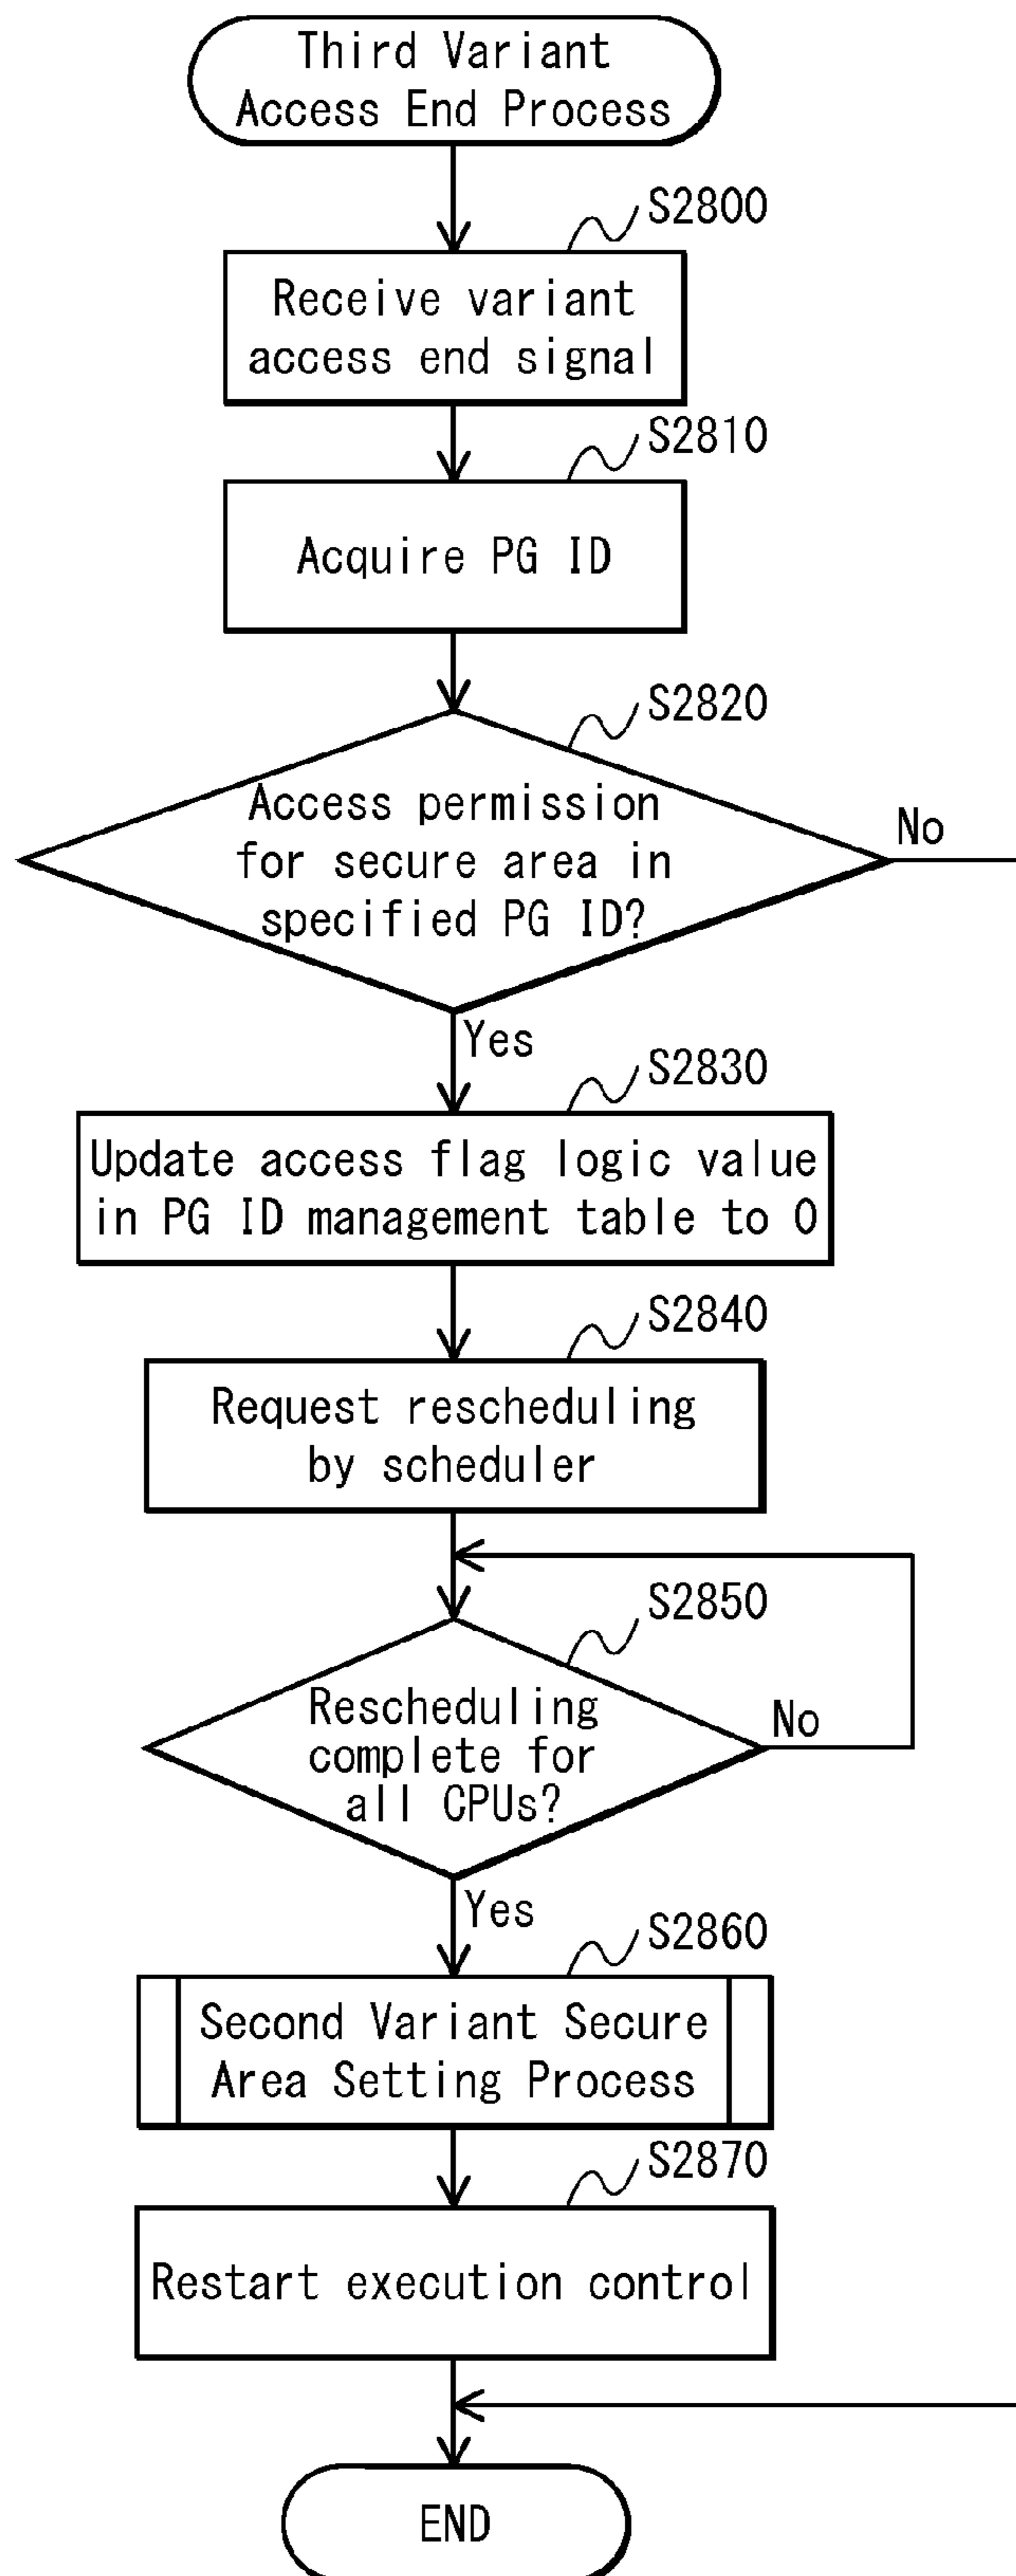 Third Variant
Access End Process
S2800
Receive variant
access end signal
S2810
Acquire PG ID
S2820
Access permission
for secure area in
specified PG ID?
No
Yes
S2830
Update access flag logic value
in PG ID management table to 0
S2840
Request rescheduling
by scheduler
S2850
Rescheduling
complete for
all CPUs?
No
Yes
S2860
Second Variant Secure
Area Setting Process
S2870
Restart execution control
END